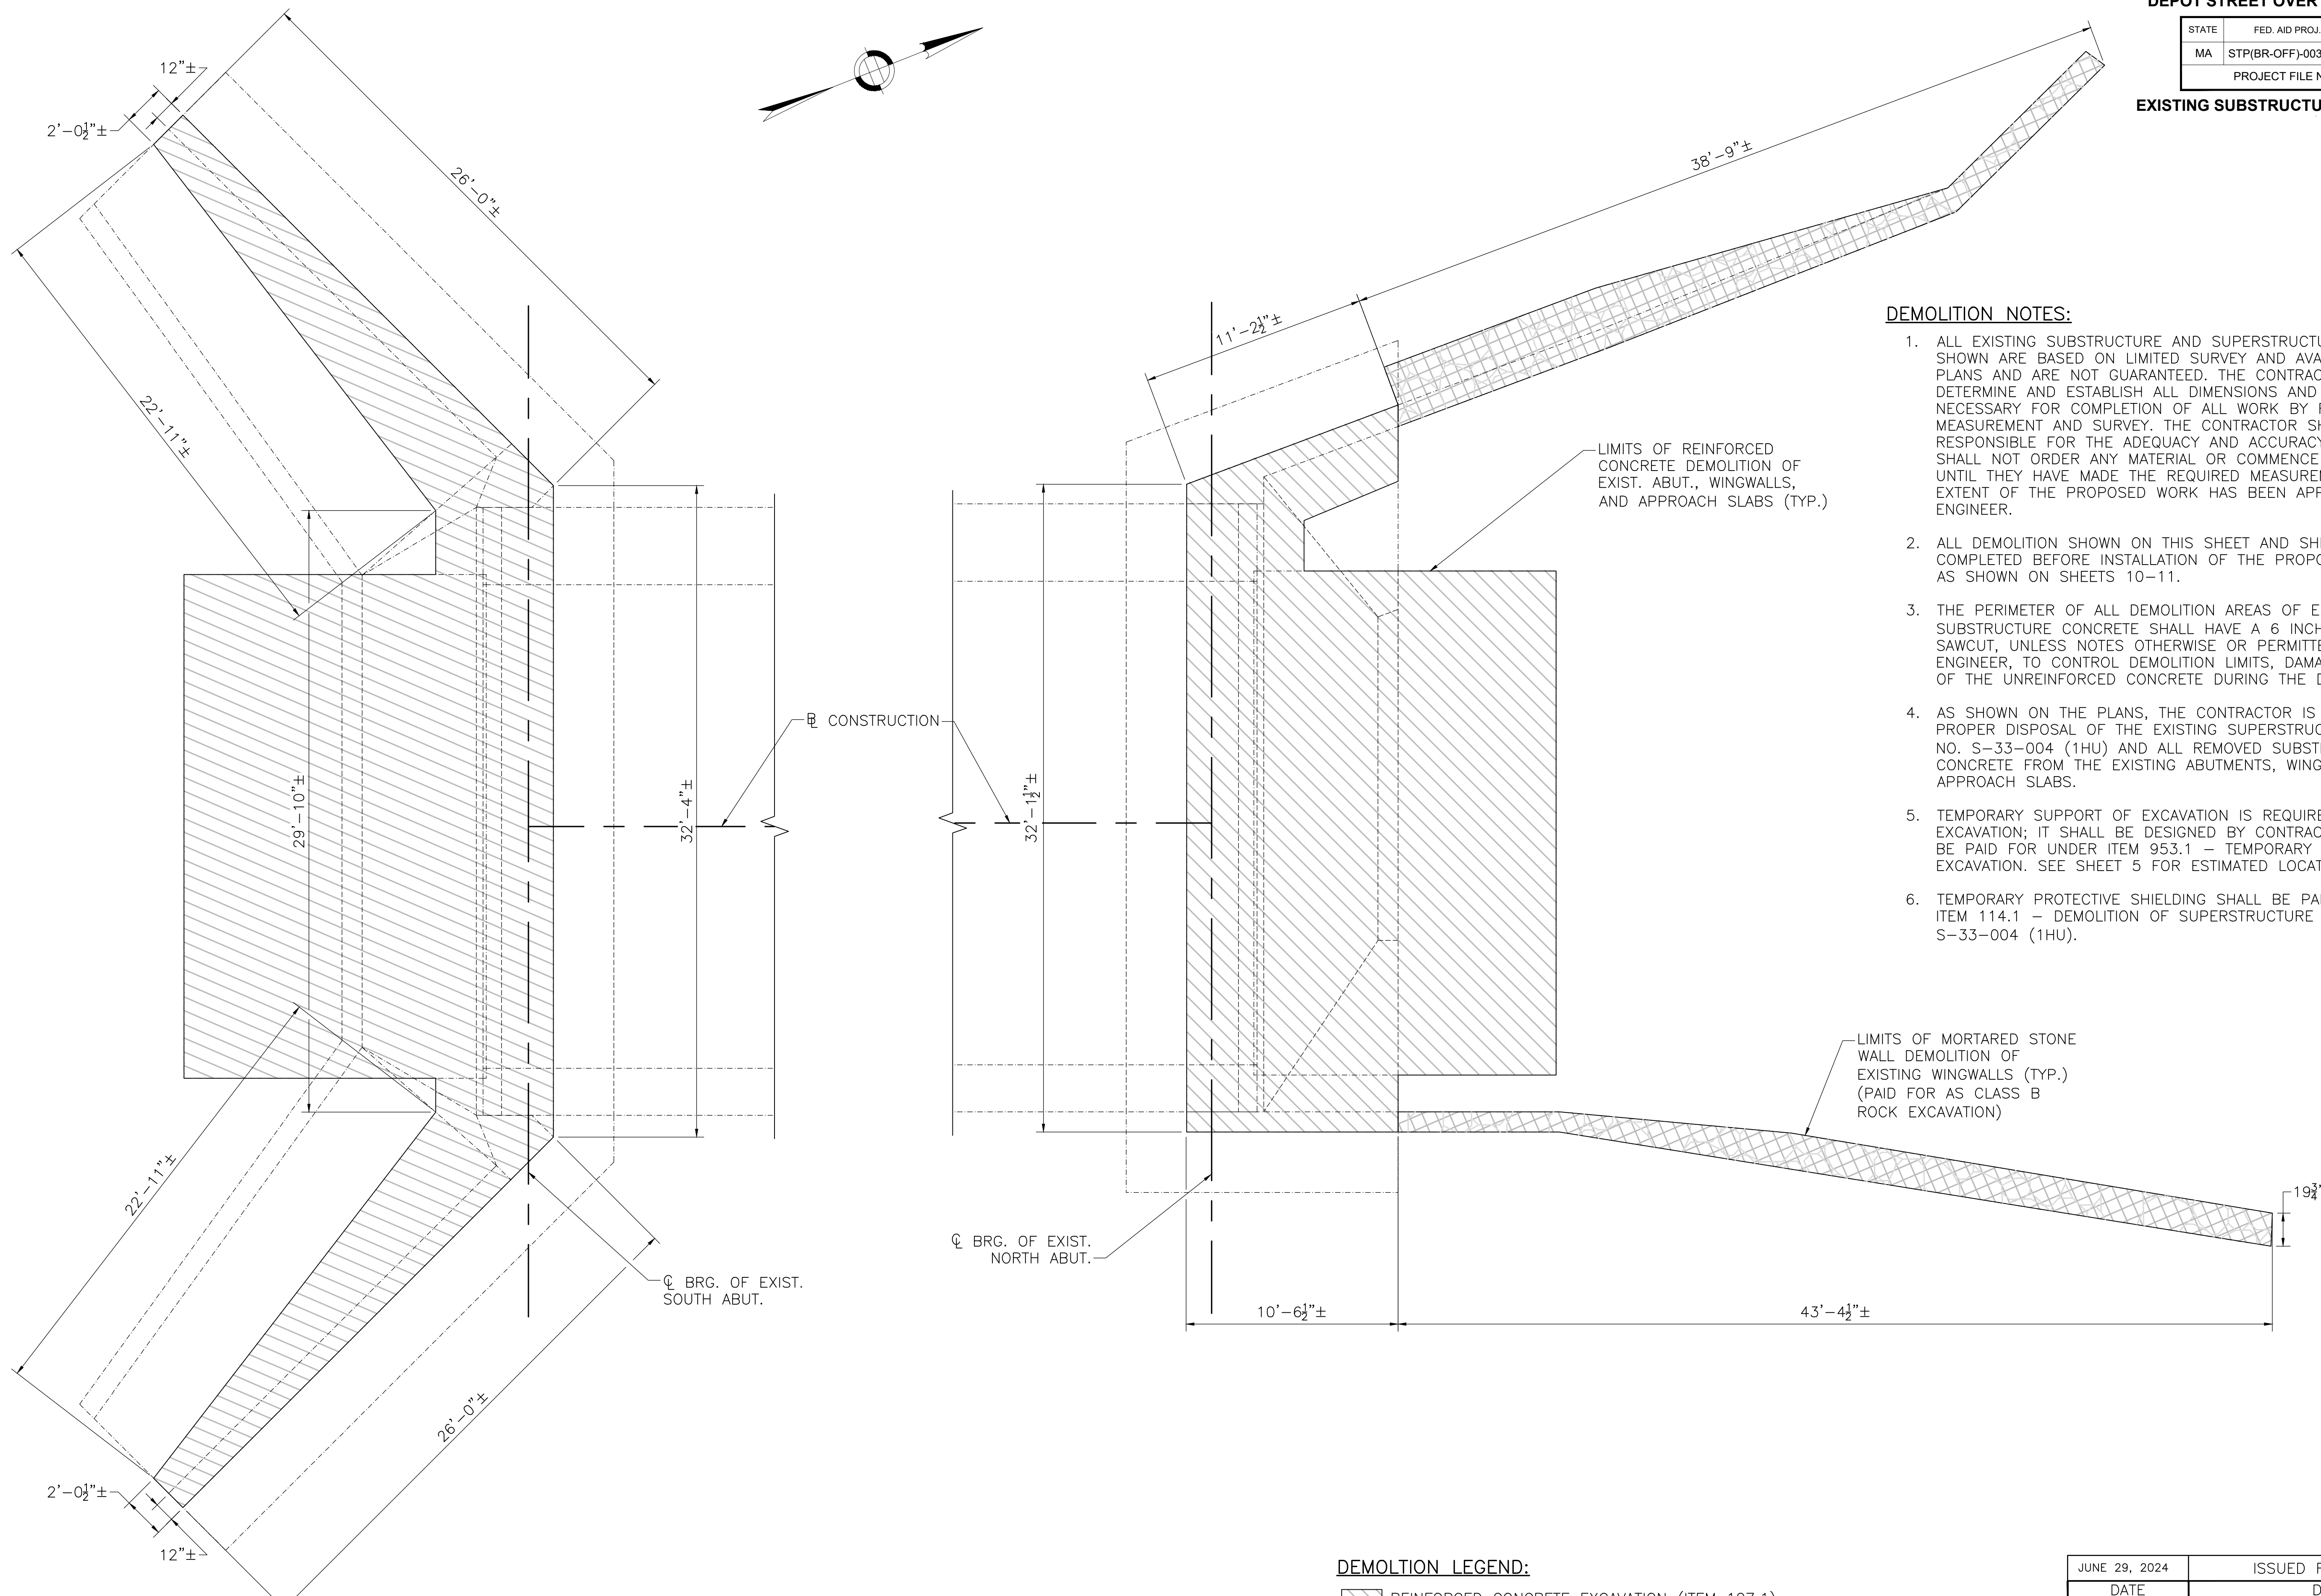 DEPOT STREET OVER
STATE FED. AID PROJ.
MA STP(BR-OFF)-003
PROJECT FILE N
EXISTING SUBSTRUCTU
12"±
2'-0½"±
26'-0"±
22'-11"±
29'-10"±
32'-4"±
22'-11"±
2'-0½"±
12"±
26'-0"±
℄ BRG. OF EXIST.
SOUTH ABUT.
℄ CONSTRUCTION
38'-9"±
11'-2½"±
32'-1½"±
LIMITS OF REINFORCED
CONCRETE DEMOLITION OF
EXIST. ABUT., WINGWALLS,
AND APPROACH SLABS (TYP.)
LIMITS OF MORTARED STONE
WALL DEMOLITION OF
EXISTING WINGWALLS (TYP.)
(PAID FOR AS CLASS B
ROCK EXCAVATION)
19¾"
℄ BRG. OF EXIST.
NORTH ABUT.
10'-6½"±
43'-4½"±
DEMOLITION NOTES:
1. ALL EXISTING SUBSTRUCTURE AND SUPERSTRUCTU
SHOWN ARE BASED ON LIMITED SURVEY AND AVA
PLANS AND ARE NOT GUARANTEED. THE CONTRAC
DETERMINE AND ESTABLISH ALL DIMENSIONS AND
NECESSARY FOR COMPLETION OF ALL WORK BY F
MEASUREMENT AND SURVEY. THE CONTRACTOR SH
RESPONSIBLE FOR THE ADEQUACY AND ACCURACY
SHALL NOT ORDER ANY MATERIAL OR COMMENCE
UNTIL THEY HAVE MADE THE REQUIRED MEASUREM
EXTENT OF THE PROPOSED WORK HAS BEEN APP
ENGINEER.
2. ALL DEMOLITION SHOWN ON THIS SHEET AND SHE
COMPLETED BEFORE INSTALLATION OF THE PROPO
AS SHOWN ON SHEETS 10-11.
3. THE PERIMETER OF ALL DEMOLITION AREAS OF E
SUBSTRUCTURE CONCRETE SHALL HAVE A 6 INCH
SAWCUT, UNLESS NOTES OTHERWISE OR PERMITTE
ENGINEER, TO CONTROL DEMOLITION LIMITS, DAMA
OF THE UNREINFORCED CONCRETE DURING THE D
4. AS SHOWN ON THE PLANS, THE CONTRACTOR IS
PROPER DISPOSAL OF THE EXISTING SUPERSTRUC
NO. S-33-004 (1HU) AND ALL REMOVED SUBST
CONCRETE FROM THE EXISTING ABUTMENTS, WING
APPROACH SLABS.
5. TEMPORARY SUPPORT OF EXCAVATION IS REQUIRE
EXCAVATION; IT SHALL BE DESIGNED BY CONTRAC
BE PAID FOR UNDER ITEM 953.1 – TEMPORARY
EXCAVATION. SEE SHEET 5 FOR ESTIMATED LOCAT
6. TEMPORARY PROTECTIVE SHIELDING SHALL BE PAI
ITEM 114.1 – DEMOLITION OF SUPERSTRUCTURE
S-33-004 (1HU).
DEMOLTION LEGEND:
REINFORCED CONCRETE EXCAVATION (ITEM 127.1)
JUNE 29, 2024 ISSUED F
DATE D